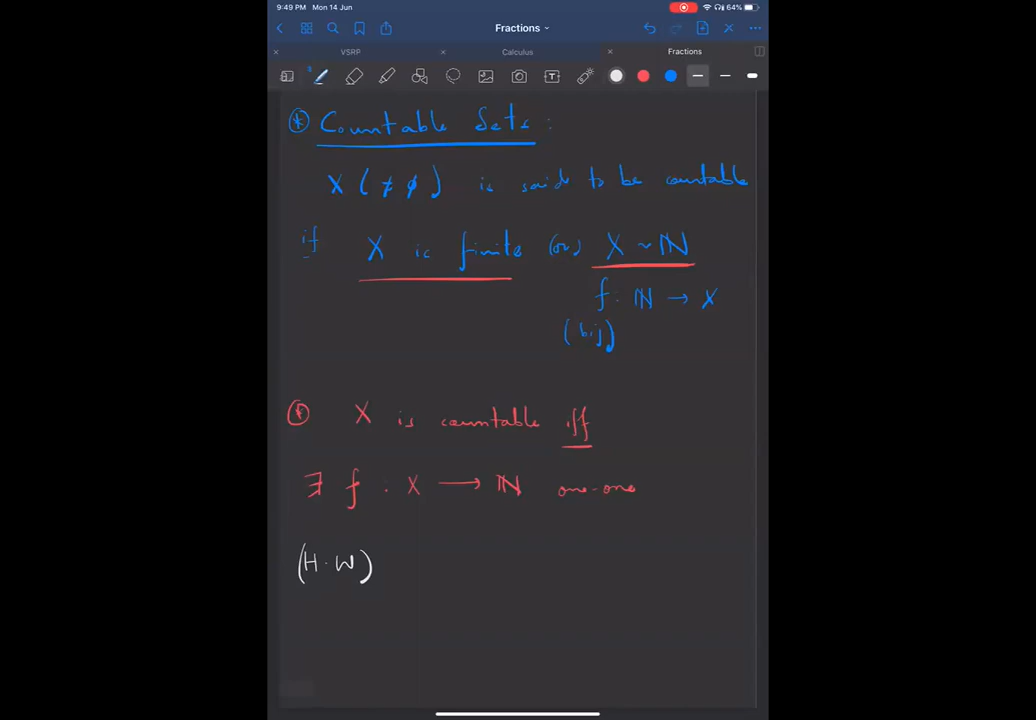 9:49 PM Mon 14 Jun
64%
Fractions
VSRP
Calculus
Fractions
* Countable Sets :
X ( ≠ ϕ ) is said to be countable
if X is finite (or) X ~ ℕ
f : ℕ → X
(bij)
* X is countable iff
∃ f : X → ℕ one-one
(H.W)